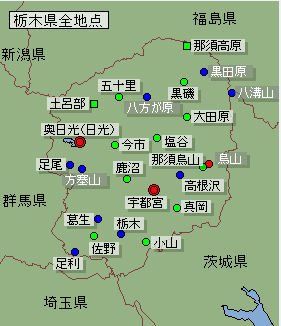 栃木県全地点
福島県
那須高原
新潟県
黒田原
五十里
黒磯
八溝山
土呂部
八方が原
大田原
奥日光(日光)
塩谷
今市
那須烏山
烏山
足尾
鹿沼
方塞山
高根沢
宇都宮
群馬県
真岡
葛生
栃木
佐野
小山
足利
茨城県
埼玉県